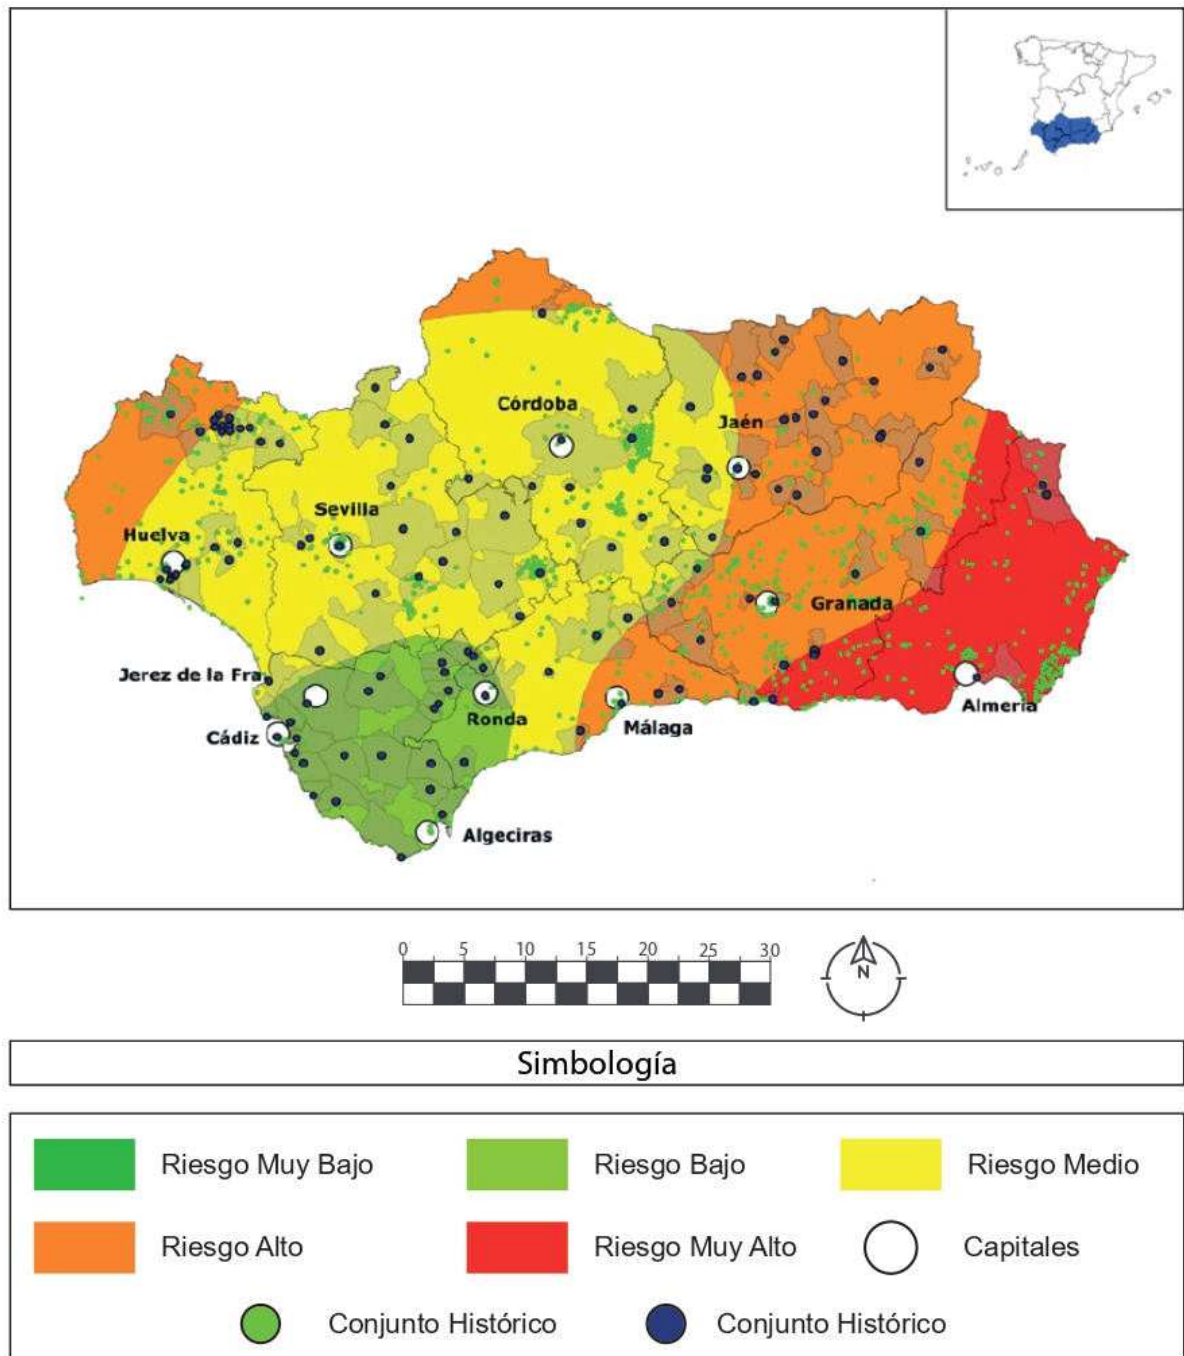 Córdoba
Jaén
Sevilla
Huelva
Granada
Jerez de la Fra
Ronda
Almería
Cádiz
Málaga
Algeciras
0 5 10 15 20 25 30
N
Simbología
Riesgo Muy Bajo
Riesgo Bajo
Riesgo Medio
Riesgo Alto
Riesgo Muy Alto
Capitales
Conjunto Histórico
Conjunto Histórico